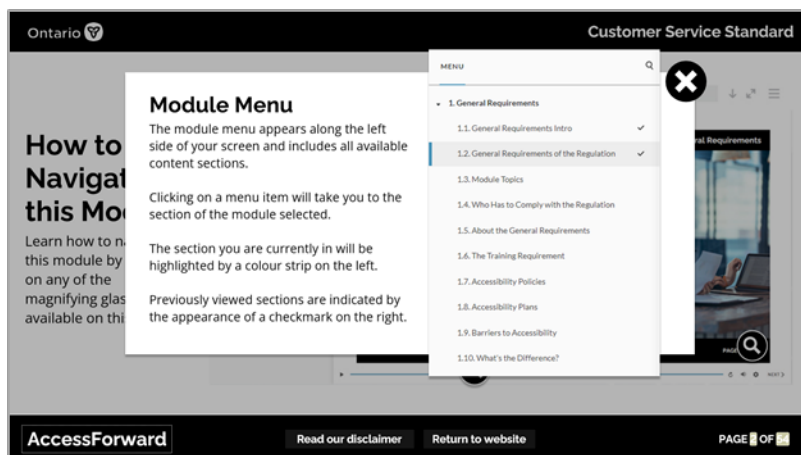 Ontario
Customer Service Standard
How to
Navigat
this Mo
Learn how to n
this module by
on any of the
magnifying glas
available on thi
Module Menu
The module menu appears along the left
side of your screen and includes all available
content sections.
Clicking on a menu item will take you to the
section of the module selected.
The section you are currently in will be
highlighted by a colour strip on the left.
Previously viewed sections are indicated by
the appearance of a checkmark on the right.
MENU
1. General Requirements
1.1. General Requirements Intro
1.2. General Requirements of the Regulation
1.3. Module Topics
1.4. Who Has to Comply with the Regulation
1.5. About the General Requirements
1.6. The Training Requirement
1.7. Accessibility Policies
1.8. Accessibility Plans
1.9. Barriers to Accessibility
1.10. What's the Difference?
ral Requirements
PAGE
NEXT
AccessForward
Read our disclaimer
Return to website
PAGE 2 OF 54